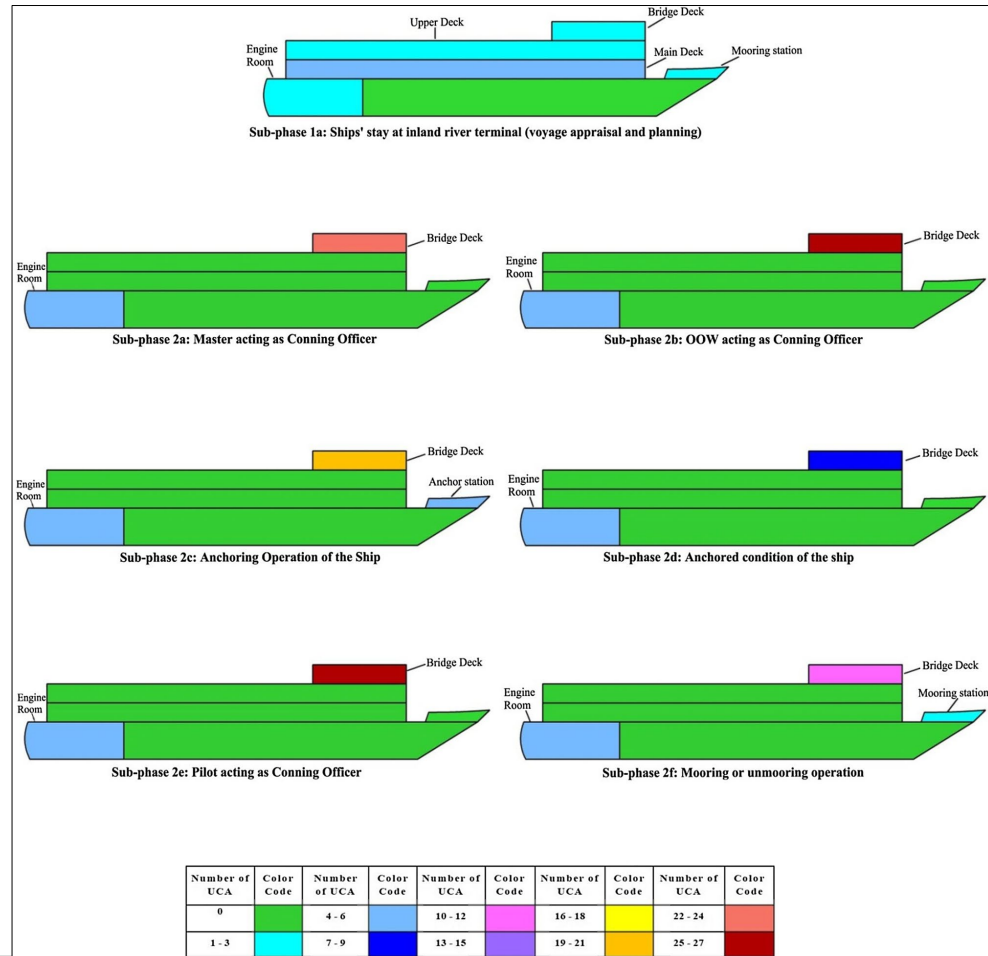 Bridge Deck
Upper Deck
Engine
Room
Main Deck
Mooring station
Sub-phase 1a: Ships' stay at inland river terminal (voyage appraisal and planning)
Bridge Deck
Engine
Room
Sub-phase 2a: Master acting as Conning Officer
Bridge Deck
Engine
Room
Sub-phase 2b: OOW acting as Conning Officer
Bridge Deck
Engine
Room
Anchor station
Sub-phase 2c: Anchoring Operation of the Ship
Bridge Deck
Engine
Room
Sub-phase 2d: Anchored condition of the ship
Bridge Deck
Engine
Room
Sub-phase 2e: Pilot acting as Conning Officer
Bridge Deck
Engine
Room
Mooring station
Sub-phase 2f: Mooring or unmooring operation
Number of UCA Color Code Number of UCA Color Code Number of UCA Color Code Number of UCA Color Code Number of UCA Color Code
0 4 - 6 10 - 12 16 - 18 22 - 24
1 - 3 7 - 9 13 - 15 19 - 21 25 - 27